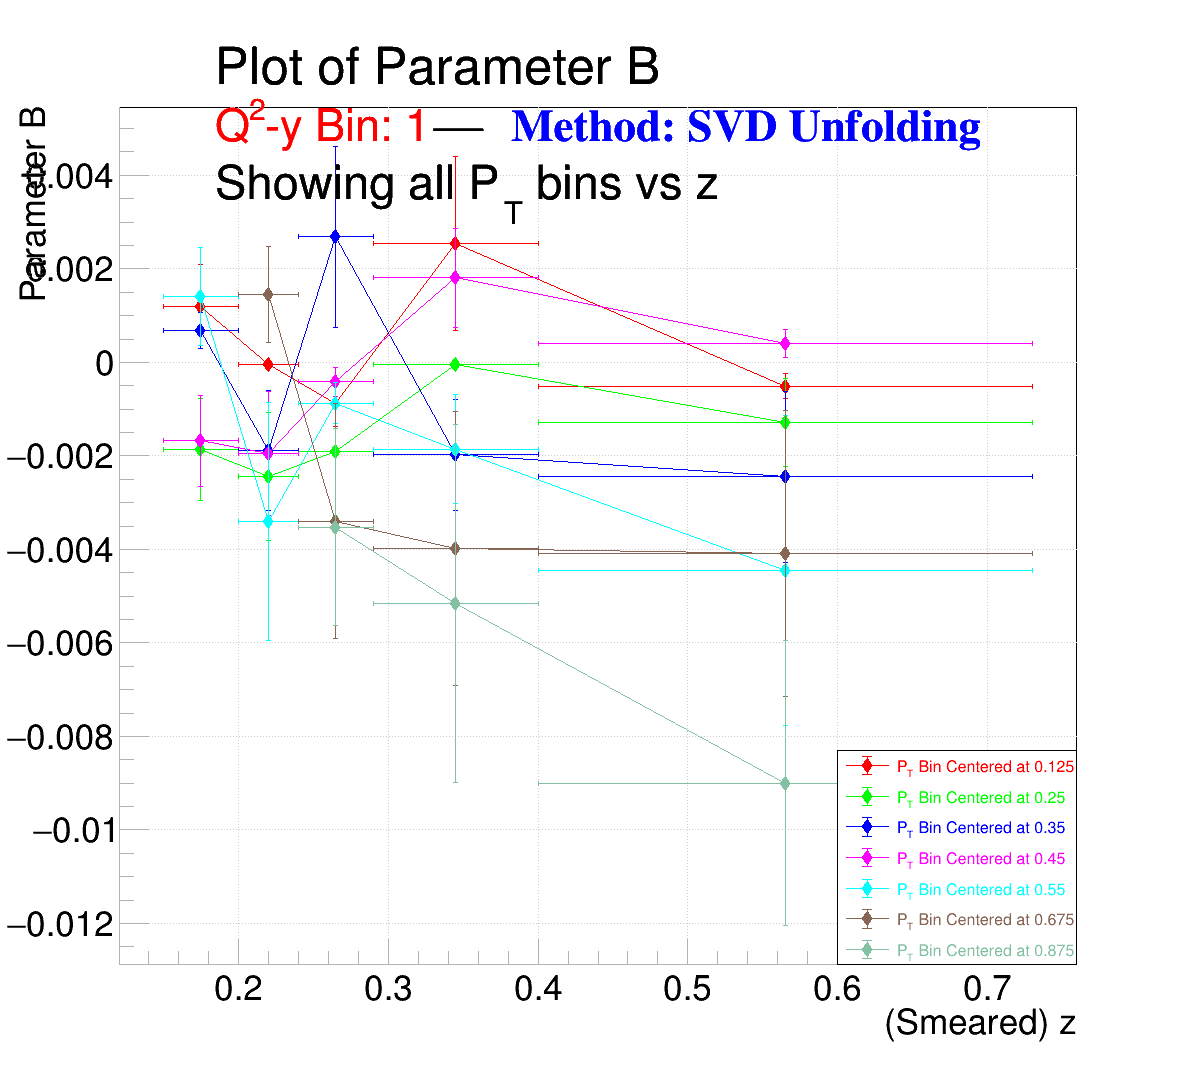 Plot of Parameter B
Q2-y Bin: 1— Method: SVD Unfolding
Showing all PT bins vs z
Parameter B
0.004
0.002
0
−0.002
−0.004
−0.006
−0.008
−0.01
−0.012
PT Bin Centered at 0.125
PT Bin Centered at 0.25
PT Bin Centered at 0.35
PT Bin Centered at 0.45
PT Bin Centered at 0.55
PT Bin Centered at 0.675
PT Bin Centered at 0.875
0.2 0.3 0.4 0.5 0.6 0.7
(Smeared) z